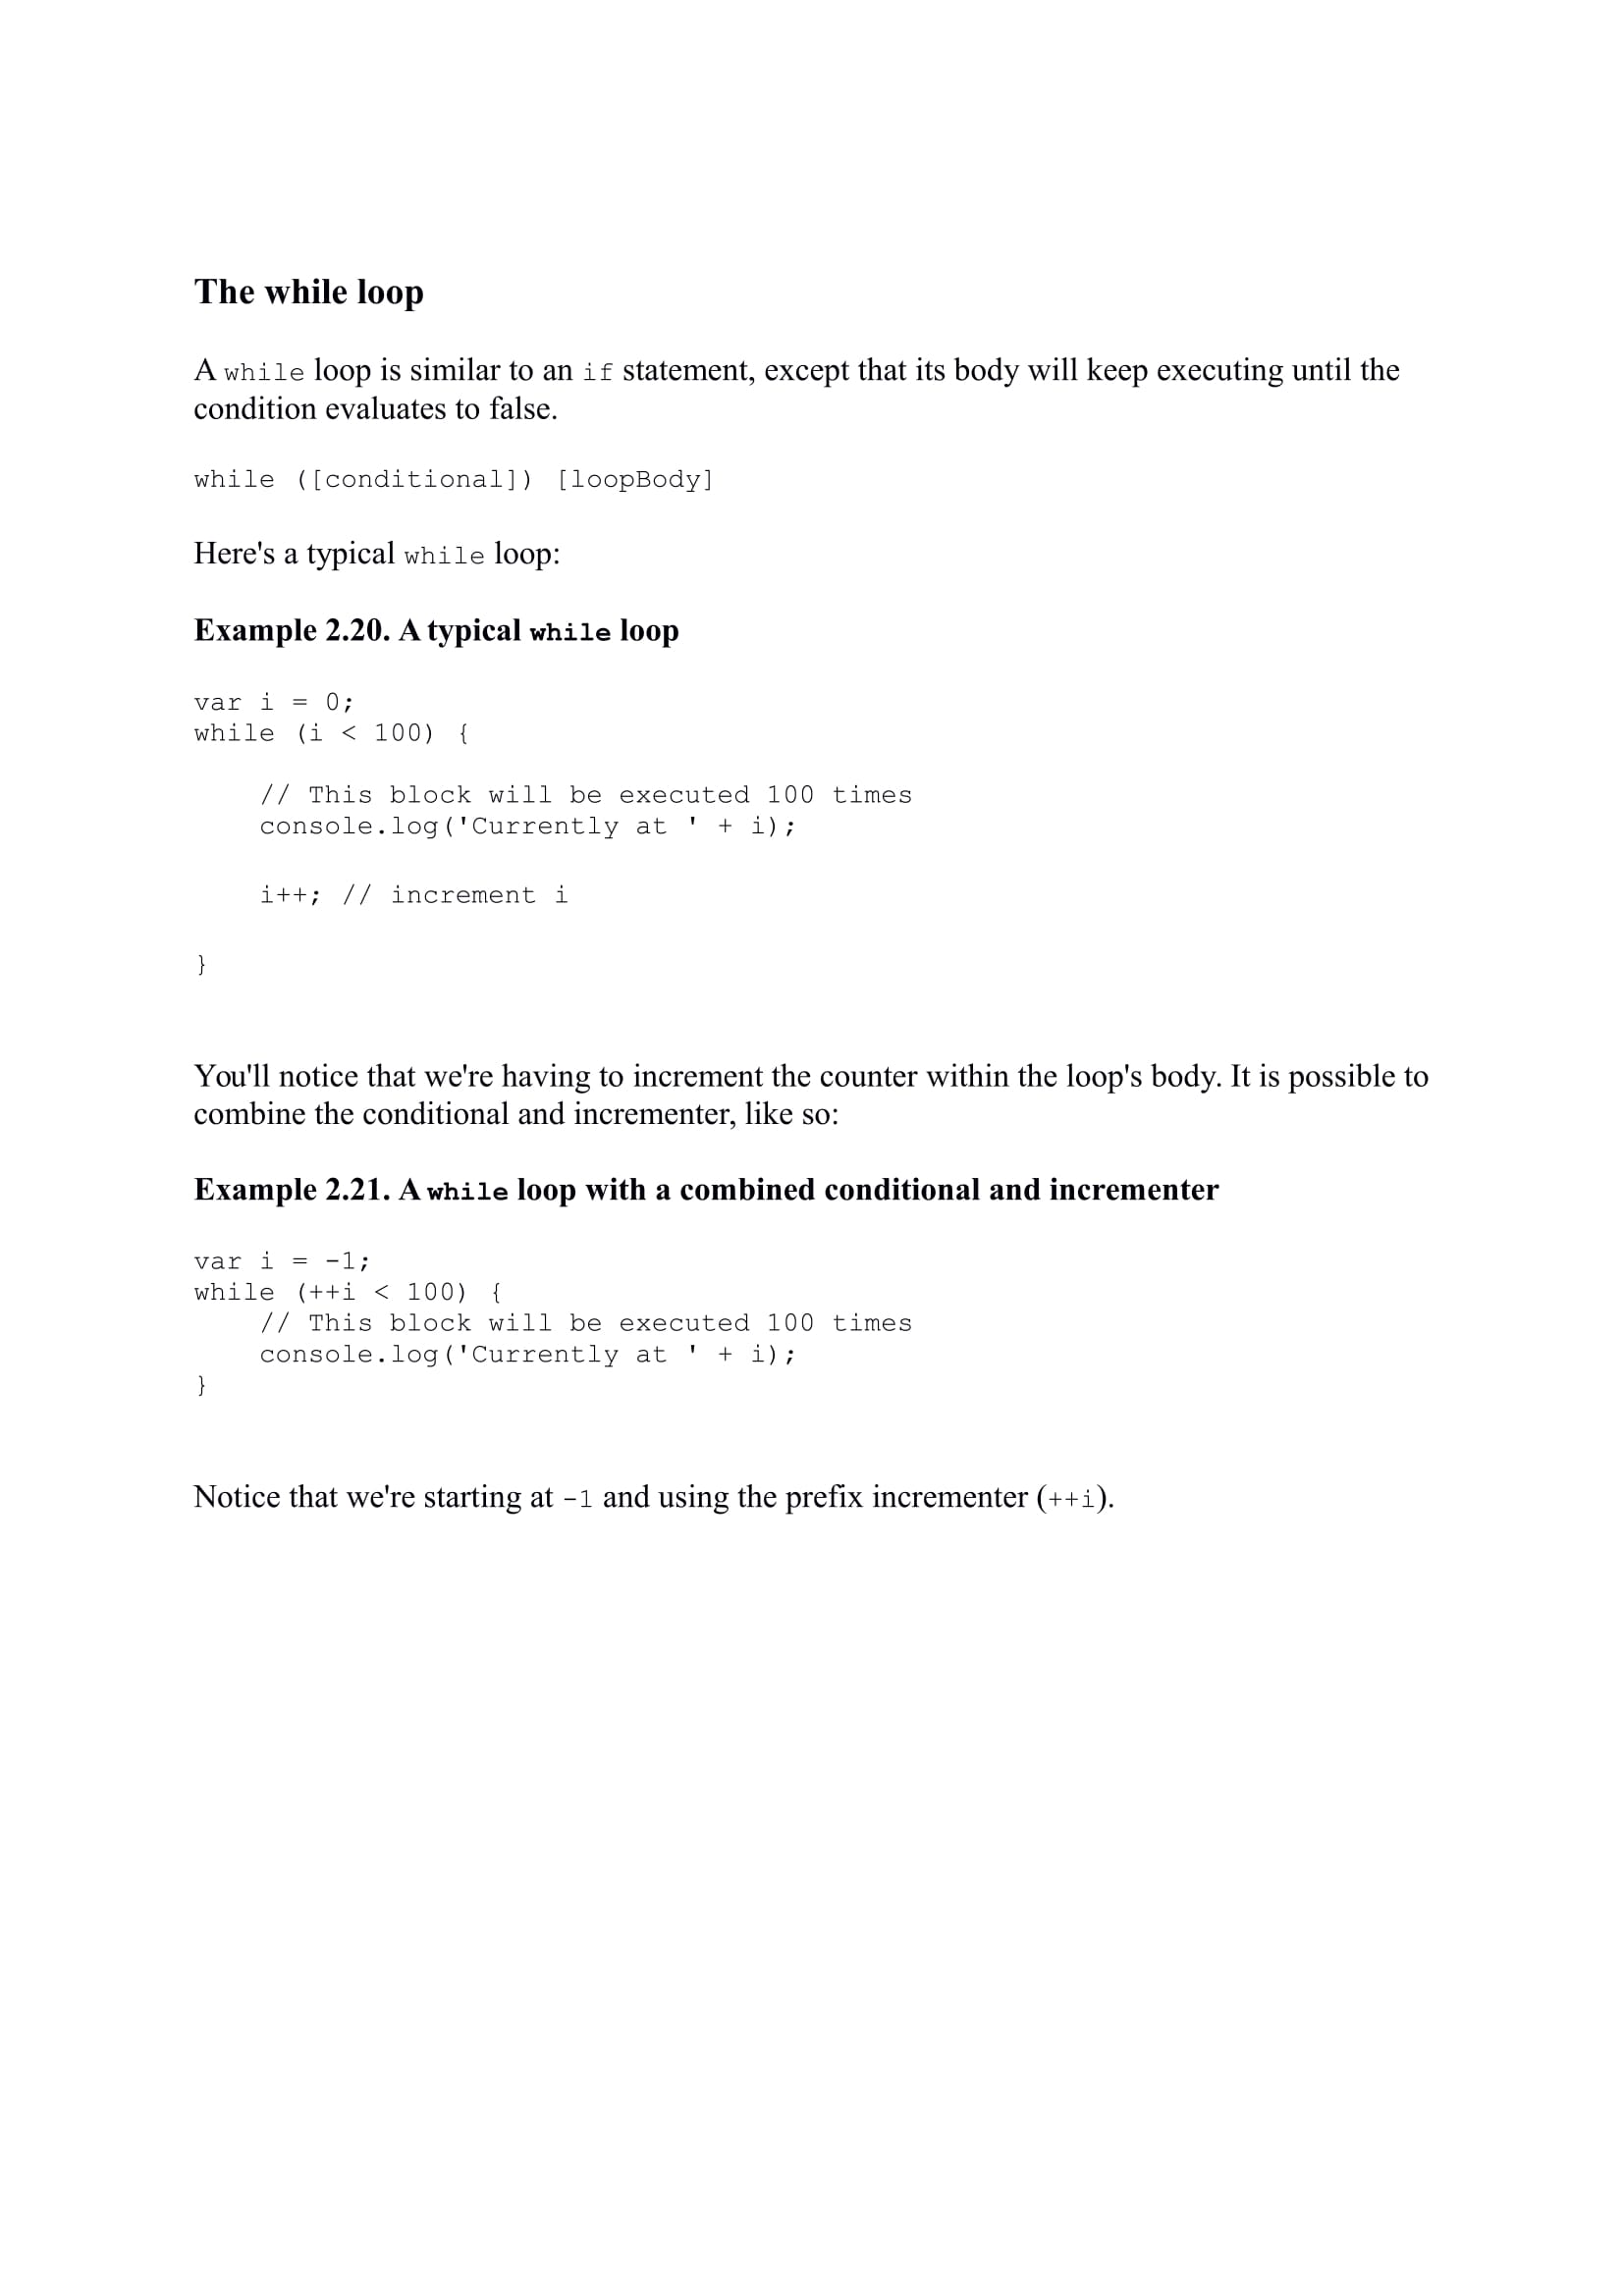 The while loop
A while loop is similar to an if statement, except that its body will keep executing until the
condition evaluates to false.
while ([conditional]) [loopBody]
Here's a typical while loop:
Example 2.20. A typical while loop
var i = 0;
while (i < 100) {
    // This block will be executed 100 times
    console.log('Currently at ' + i);
    i++; // increment i
}
You'll notice that we're having to increment the counter within the loop's body. It is possible to
combine the conditional and incrementer, like so:
Example 2.21. A while loop with a combined conditional and incrementer
var i = -1;
while (++i < 100) {
    // This block will be executed 100 times
    console.log('Currently at ' + i);
}
Notice that we're starting at -1 and using the prefix incrementer (++i).